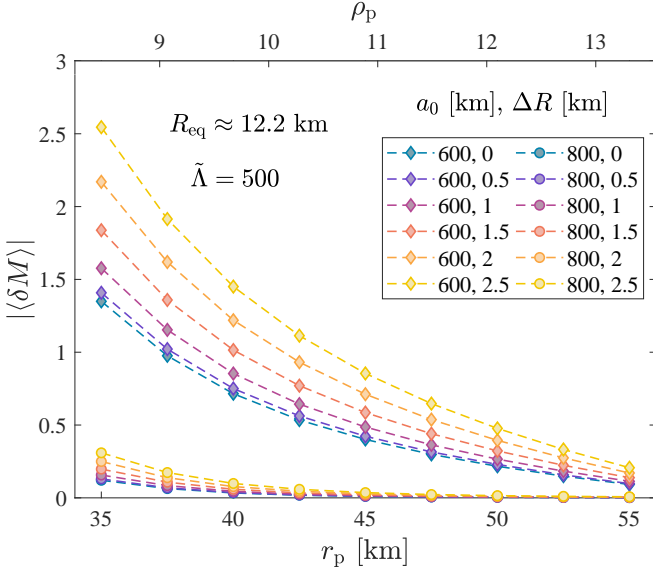 ρp
9 10 11 12 13
3
2.5
2
1.5
1
0.5
0
|⟨δM⟩|
Req ≈ 12.2 km
Λ̃ = 500
a0 [km], ΔR [km]
600, 0 800, 0
600, 0.5 800, 0.5
600, 1 800, 1
600, 1.5 800, 1.5
600, 2 800, 2
600, 2.5 800, 2.5
35 40 45 50 55
rp [km]